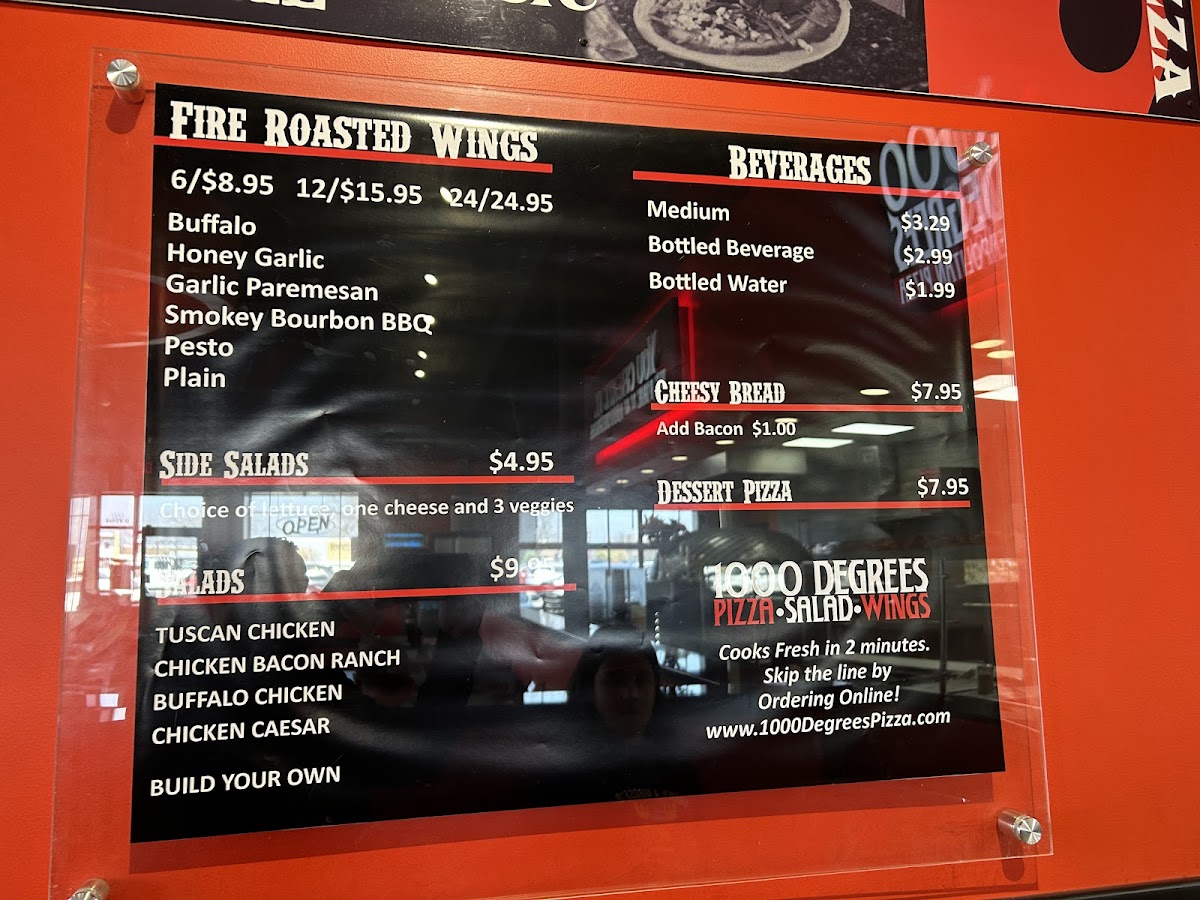 ZZA
FIRE ROASTED WINGS
6/$8.95 12/$15.95 24/24.95
Buffalo
Honey Garlic
Garlic Paremesan
Smokey Bourbon BBQ
Pesto
Plain
SIDE SALADS $4.95
Choice of lettuce, one cheese and 3 veggies
OPEN
SALADS $9.95
TUSCAN CHICKEN
CHICKEN BACON RANCH
BUFFALO CHICKEN
CHICKEN CAESAR
BUILD YOUR OWN
BEVERAGES
Medium $3.29
Bottled Beverage $2.99
Bottled Water $1.99
CHEESY BREAD $7.95
Add Bacon $1.00
DESSERT PIZZA $7.95
1000 DEGREES
PIZZA•SALAD•WINGS
Cooks Fresh in 2 minutes.
Skip the line by
Ordering Online!
www.1000DegreesPizza.com